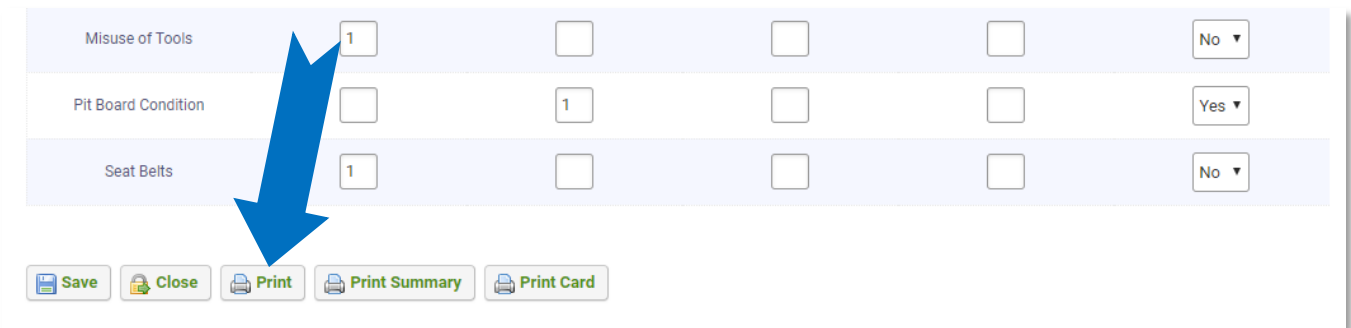 Misuse of Tools 1 No
Pit Board Condition 1 Yes
Seat Belts 1 No
Save Close Print Print Summary Print Card